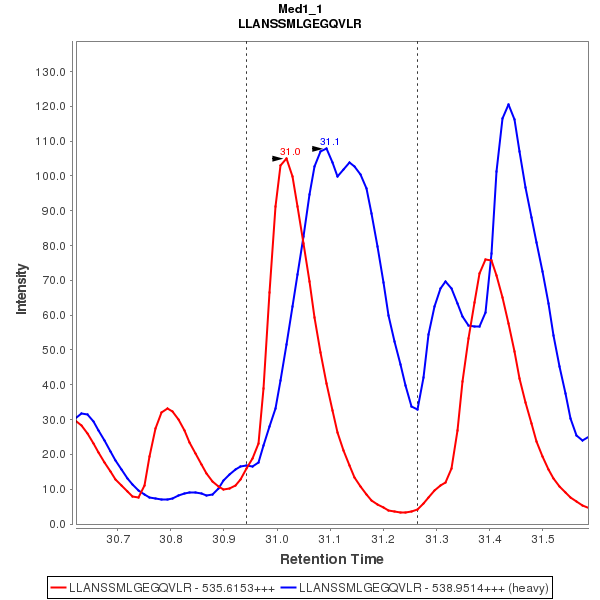 Med1_1
LLANSSMLGEGQVLR
130.0
120.0
110.0
100.0
90.0
80.0
70.0
60.0
50.0
40.0
30.0
20.0
10.0
0.0
Intensity
31.0
31.1
30.7 30.8 30.9 31.0 31.1 31.2 31.3 31.4 31.5
Retention Time
LLANSSMLGEGQVLR - 535.6153+++ LLANSSMLGEGQVLR - 538.9514+++ (heavy)